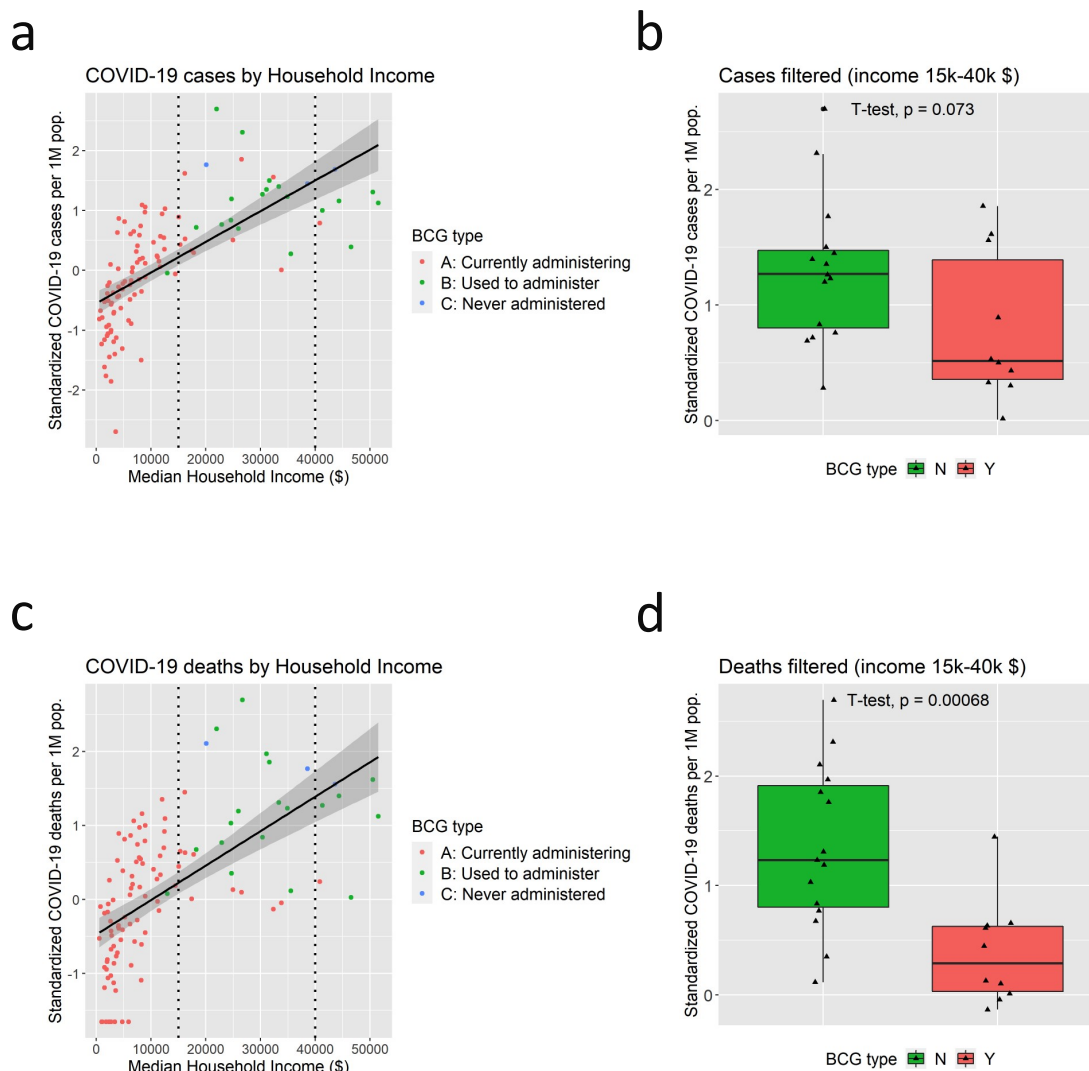 a
COVID-19 cases by Household Income
Standardized COVID-19 cases per 1M pop.
2
1
0
-1
-2
0 10000 20000 30000 40000 50000
Median Household Income ($)
BCG type
A: Currently administering
B: Used to administer
C: Never administered
b
Cases filtered (income 15k-40k $)
T-test, p = 0.073
Standardized COVID-19 cases per 1M pop.
2
1
0
BCG type N Y
c
COVID-19 deaths by Household Income
Standardized COVID-19 deaths per 1M pop.
2
1
0
-1
0 10000 20000 30000 40000 50000
Median Household Income ($)
BCG type
A: Currently administering
B: Used to administer
C: Never administered
d
Deaths filtered (income 15k-40k $)
T-test, p = 0.00068
Standardized COVID-19 deaths per 1M pop.
2
1
0
BCG type N Y